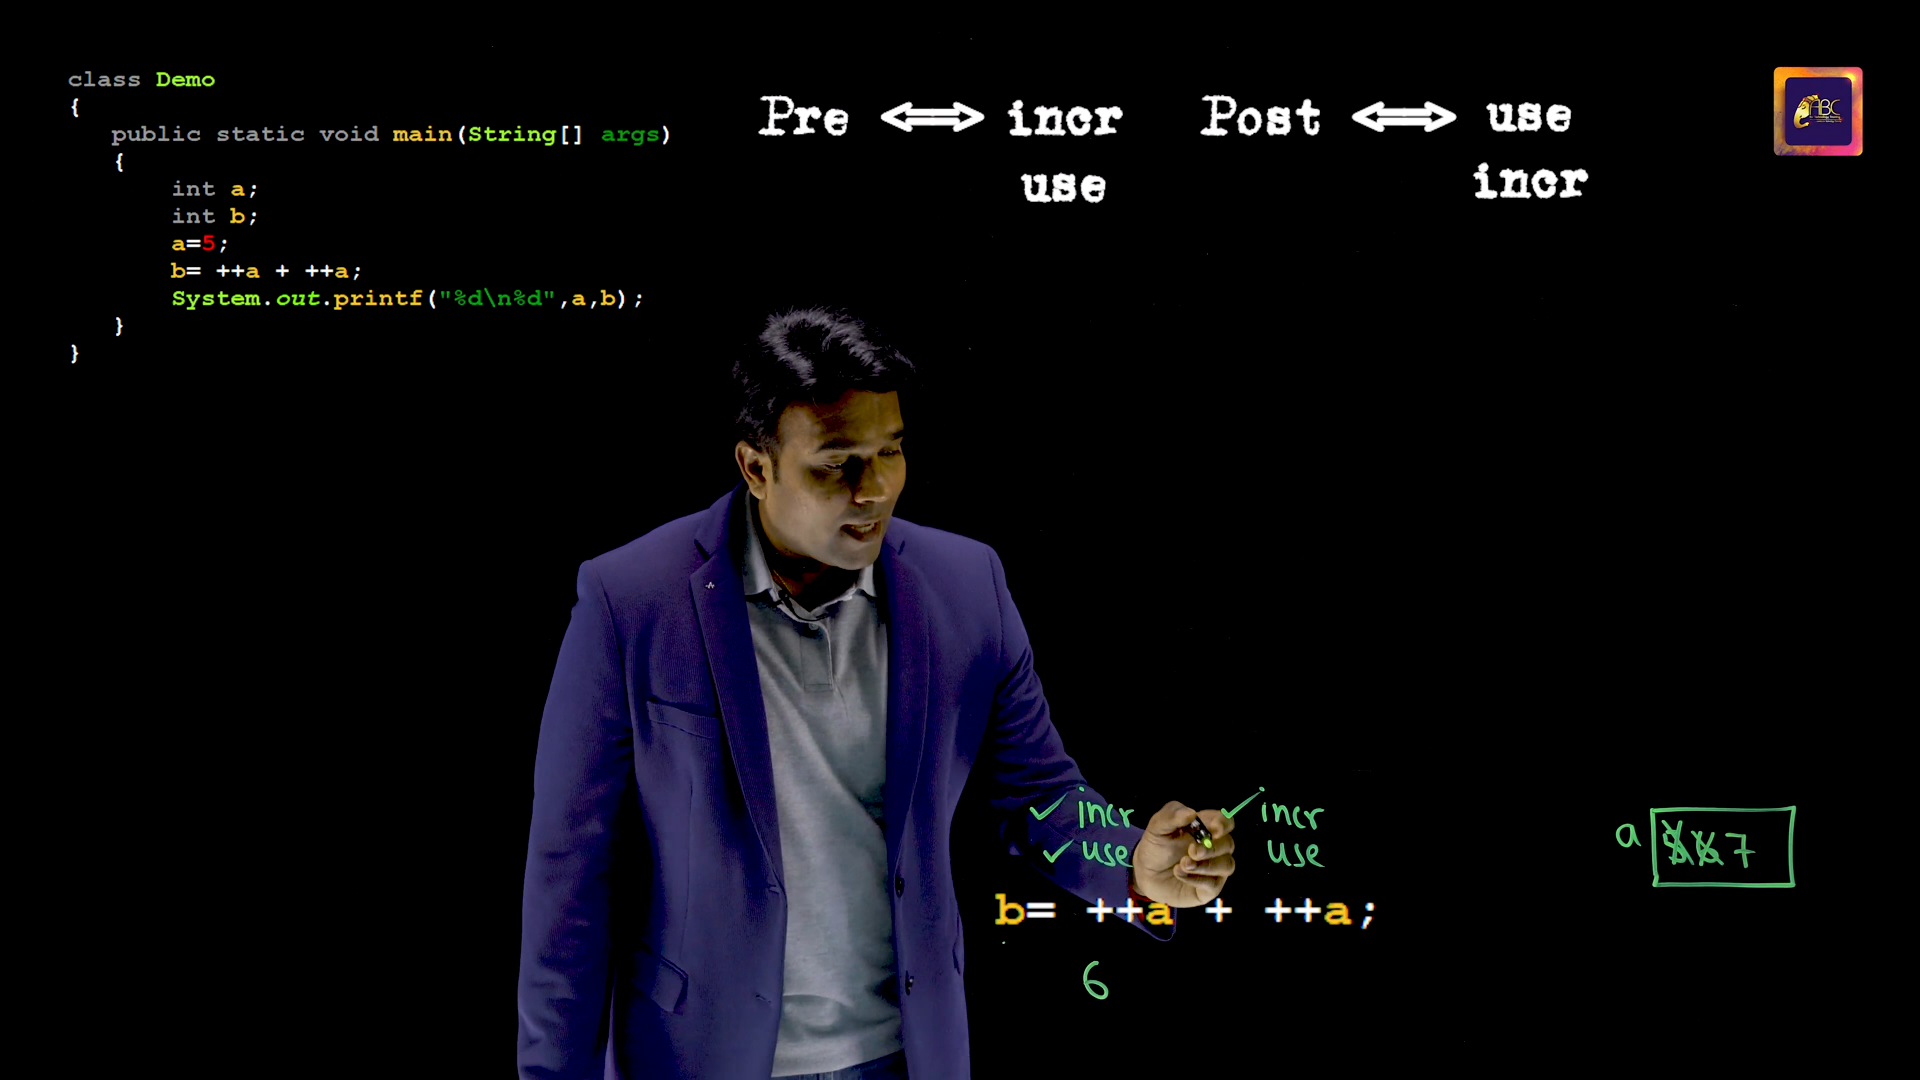 class Demo
{
public static void main(String[] args)
{
int a;
int b;
a=5;
b= ++a + ++a;
System.out.printf("%d\n%d",a,b);
}
}
Pre ⟺ incr
use
Post ⟺ use
incr
ABC
✓ incr ✓ incr
✓ use use
b= ++a + ++a;
6
a 7